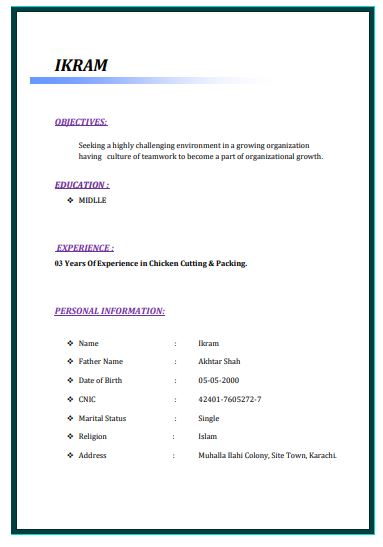 IKRAM
OBJECTIVES:
Seeking a highly challenging environment in a growing organization
having culture of teamwork to become a part of organizational growth.
EDUCATION :
❖ MIDLLE
EXPERIENCE :
03 Years Of Experience in Chicken Cutting & Packing.
PERSONAL INFORMATION:
❖ Name : Ikram
❖ Father Name : Akhtar Shah
❖ Date of Birth : 05-05-2000
❖ CNIC : 42401-7605272-7
❖ Marital Status : Single
❖ Religion : Islam
❖ Address : Muhalla Ilahi Colony, Site Town, Karachi.